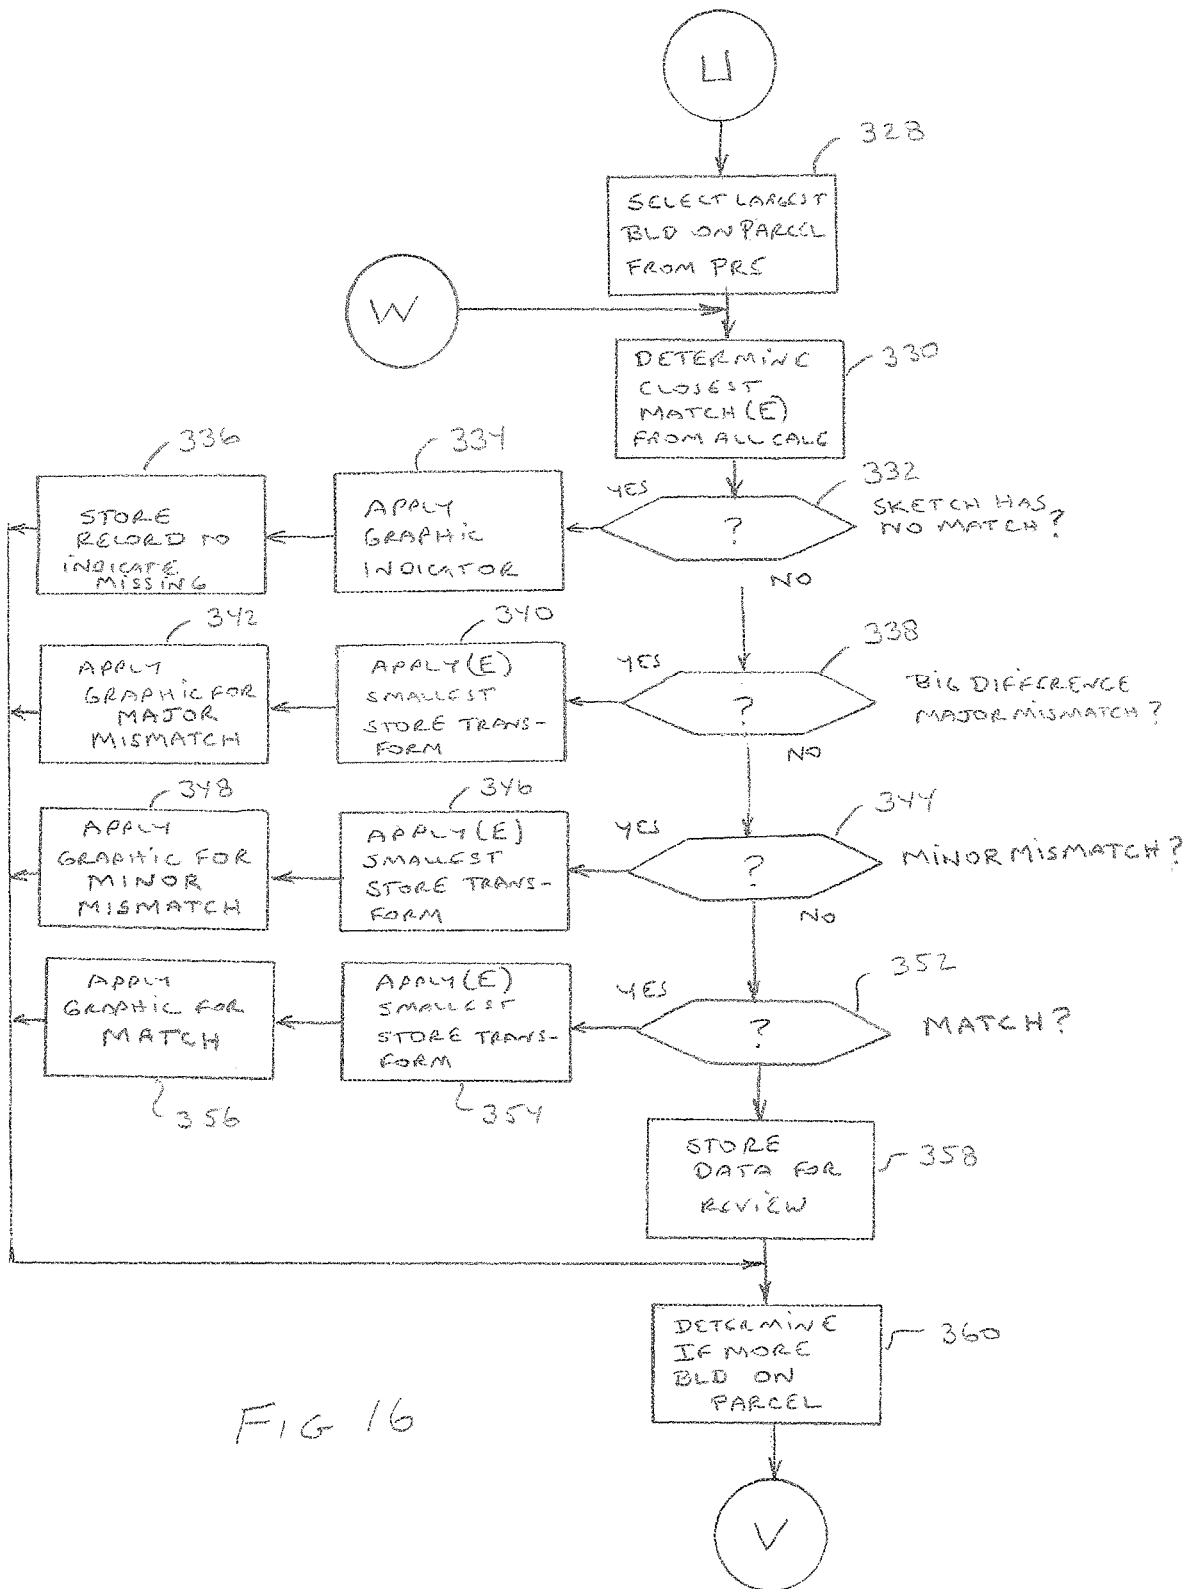 U
328
SELECT LARGEST
BLD ON PARCEL
FROM PRS
W
330
DETERMINE
CLOSEST
MATCH(E)
FROM ALL CALC
336
STORE
RECORD TO
INDICATE
MISSING
334
APPLY
GRAPHIC
INDICATOR
YES
?
NO
332
SKETCH HAS
NO MATCH?
342
APPLY
GRAPHIC FOR
MAJOR
MISMATCH
340
APPLY(E)
SMALLEST
STORE TRANS-
FORM
YES
?
NO
338
BIG DIFFERENCE
MAJOR MISMATCH?
348
APPLY
GRAPHIC FOR
MINOR
MISMATCH
346
APPLY(E)
SMALLEST
STORE TRANS-
FORM
YES
?
NO
344
MINOR MISMATCH?
APPLY
GRAPHIC FOR
MATCH
356
APPLY(E)
SMALLEST
STORE TRANS-
FORM
354
YES
?
352
MATCH?
STORE
DATA FOR
REVIEW
358
DETERMINE
IF MORE
BLD ON
PARCEL
360
FIG 16
V